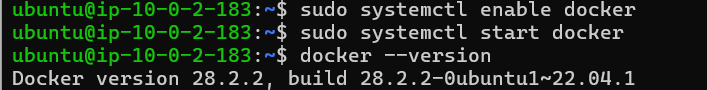 ubuntu@ip-10-0-2-183:~$ sudo systemctl enable docker
ubuntu@ip-10-0-2-183:~$ sudo systemctl start docker
ubuntu@ip-10-0-2-183:~$ docker --version
Docker version 28.2.2, build 28.2.2-0ubuntu1~22.04.1